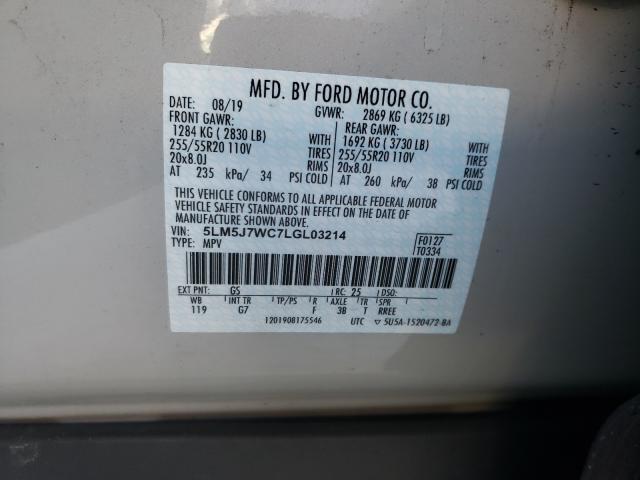 MFD. BY FORD MOTOR CO.
DATE: 08/19 GVWR: 2869 KG ( 6325 LB)
FRONT GAWR: REAR GAWR:
1284 KG ( 2830 LB) WITH 1692 KG ( 3730 LB) WITH
255/55R20 110V TIRES 255/55R20 110V TIRES
20x8.0J RIMS 20x8.0J RIMS
AT 235 kPa/ 34 PSI COLD AT 260 kPa/ 38 PSI COLD
THIS VEHICLE CONFORMS TO ALL APPLICABLE FEDERAL MOTOR
VEHICLE SAFETY STANDARDS IN EFFECT ON THE DATE OF
MANUFACTURE SHOWN ABOVE.
VIN: 5LM5J7WC7LGL03214 F0127
TYPE: MPV T0334
EXT PNT: GS RC: 25 DSO:
WB INT TR TP/PS R AXLE TR SPR
119 G7 F 3B T RREE
1201908175546 UTC ▽ 5U5A-1520472-BA